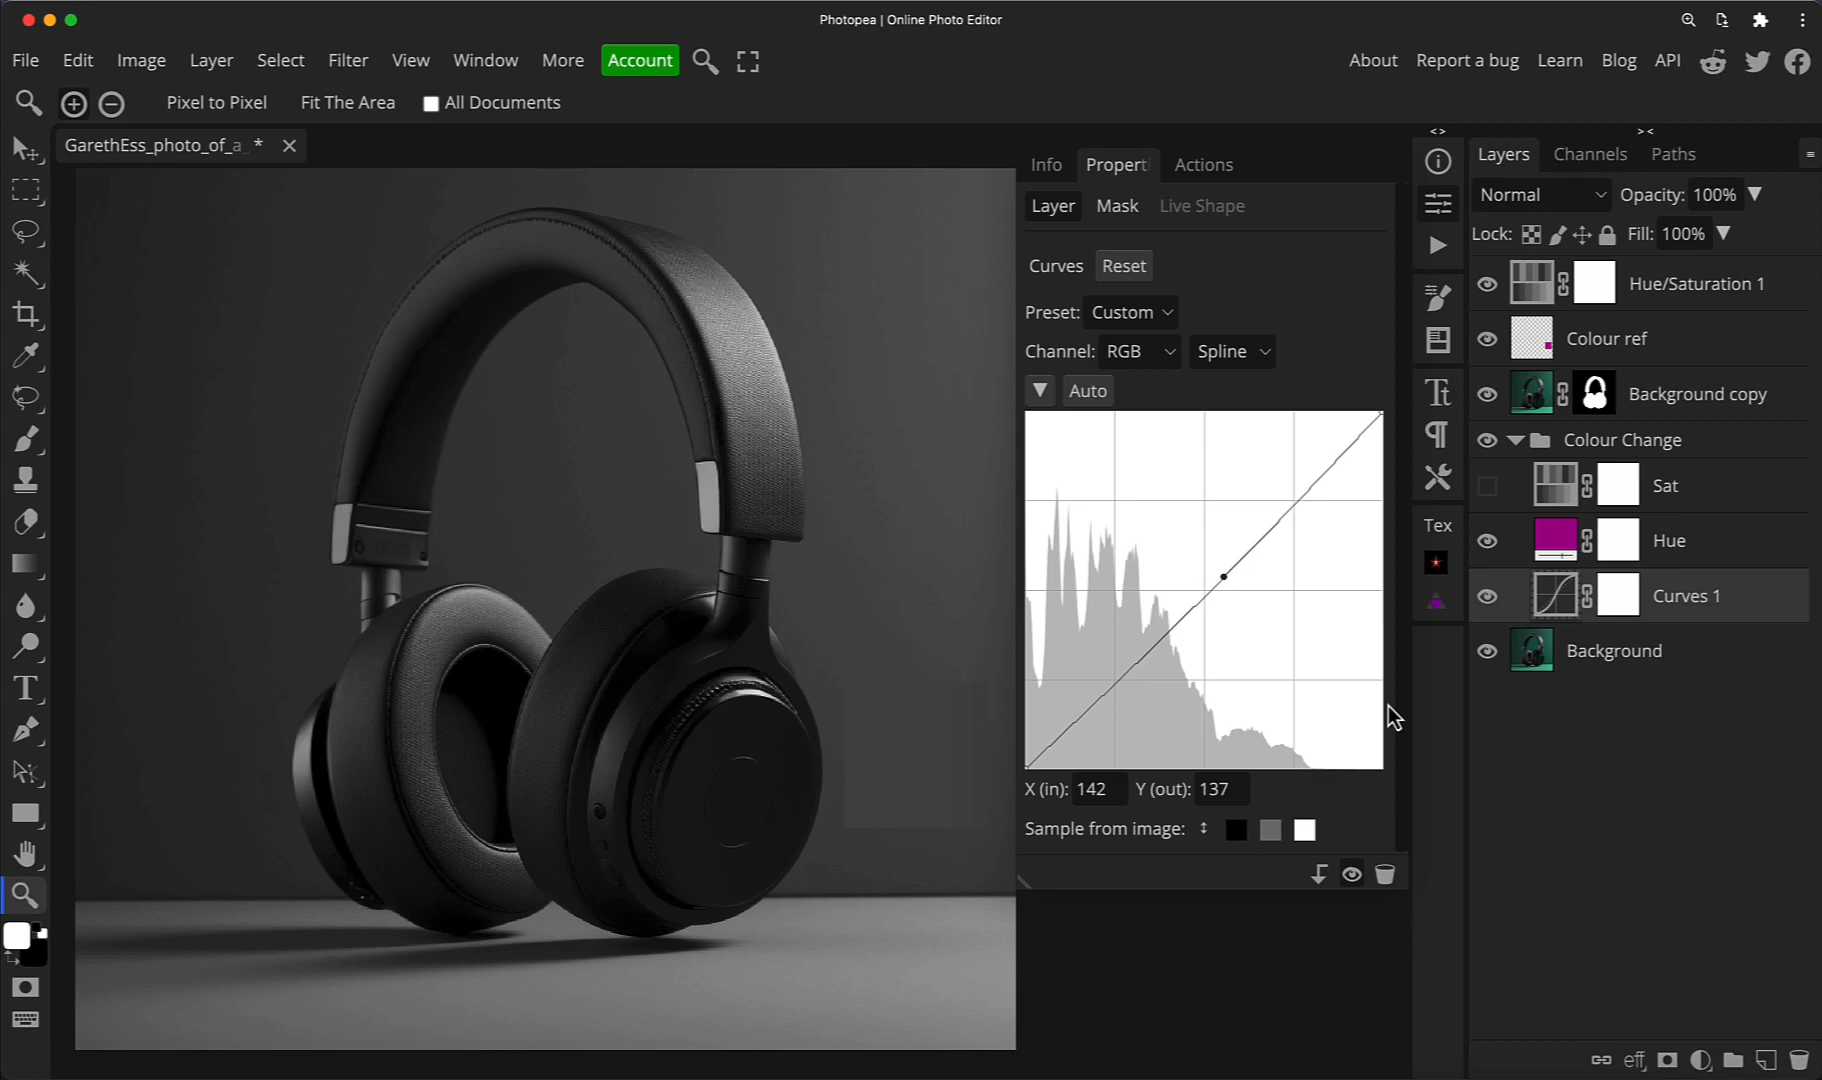 Photopea | Online Photo Editor
File Edit Image Layer Select Filter View Window More Account
About Report a bug Learn Blog API
Pixel to Pixel Fit The Area All Documents
GarethEss_photo_of_a_ *
Info Properti Actions
Layer Mask Live Shape
Curves Reset
Preset: Custom
Channel: RGB Spline
Auto
X (in): 142 Y (out): 137
Sample from image:
Tex
Layers Channels Paths
Normal Opacity: 100%
Lock: Fill: 100%
Hue/Saturation 1
Colour ref
Background copy
Colour Change
Sat
Hue
Curves 1
Background
eff